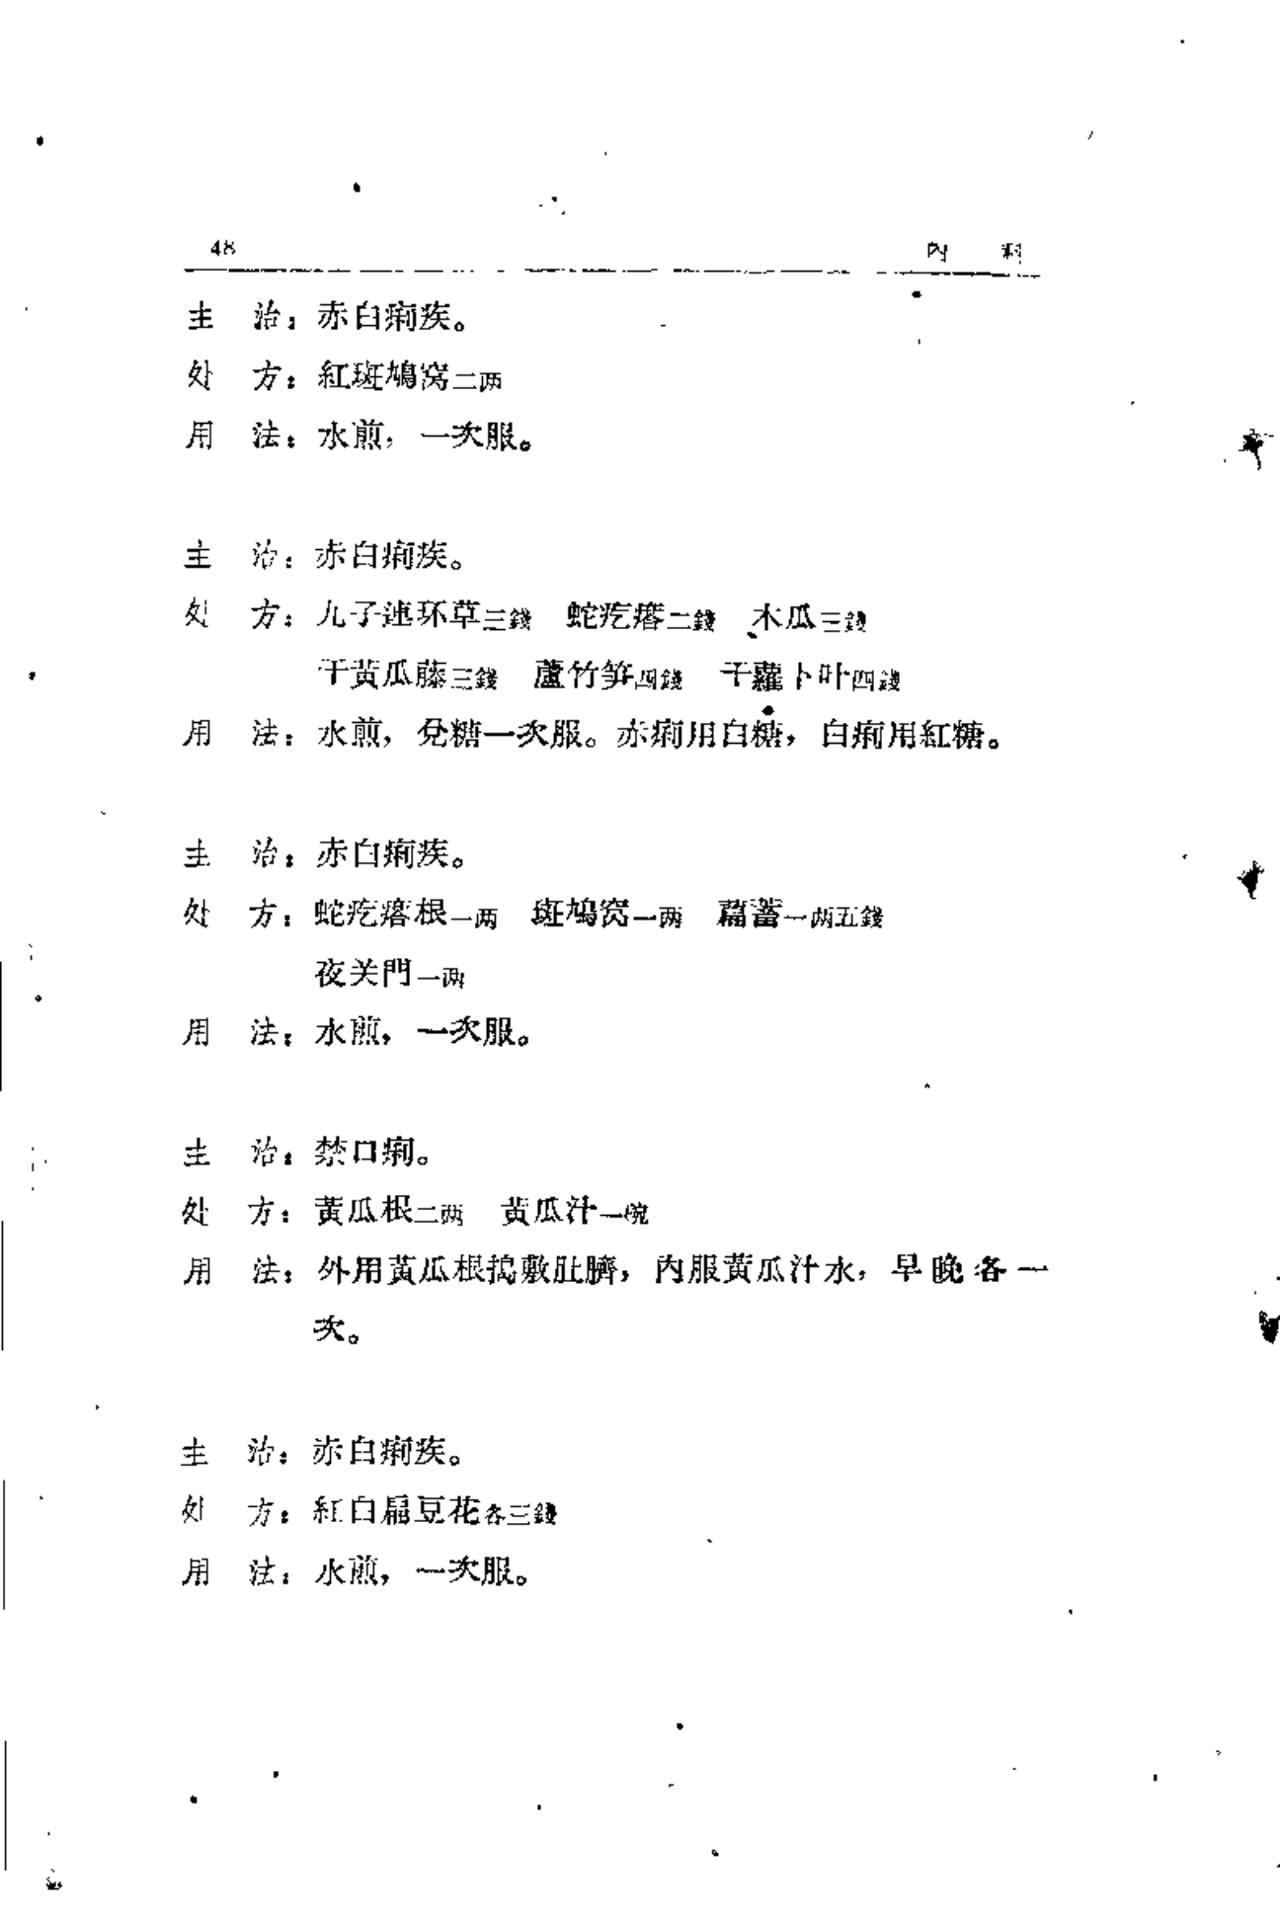 48 内 科
主 治：赤白痢疾。
处 方：紅斑鳩窝二两
用 法：水煎，一次服。
主 治：赤白痢疾。
处 方：九子連环草三錢 蛇疙瘩二錢 木瓜三錢
干黃瓜藤三錢 蘆竹笋四錢 干蘿卜叶四錢
用 法：水煎，兌糖一次服。赤痢用白糖，白痢用紅糖。
主 治：赤白痢疾。
处 方：蛇疙瘩根一两 斑鳩窝一两 萹蓄一两五錢
夜关門一两
用 法：水煎，一次服。
主 治：禁口痢。
处 方：黃瓜根二两 黃瓜汁一碗
用 法：外用黃瓜根搗敷肚臍，内服黃瓜汁水，早晚各一
次。
主 治：赤白痢疾。
处 方：紅白扁豆花各三錢
用 法：水煎，一次服。